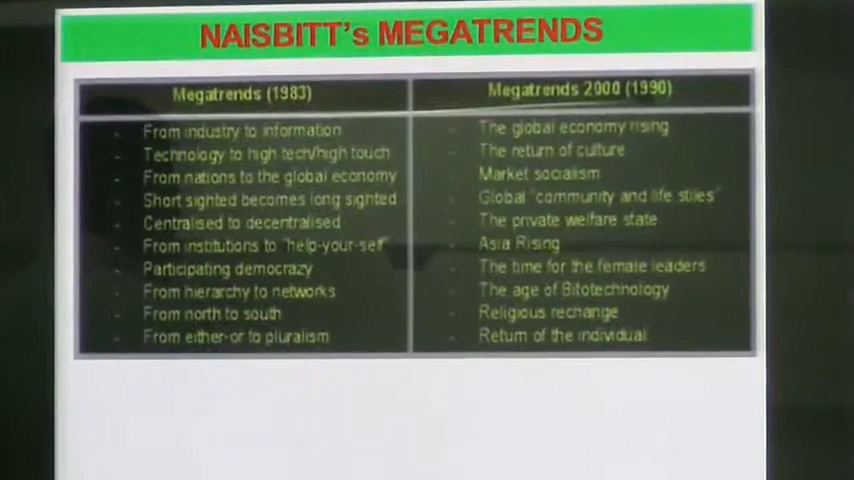 NAISBITT's MEGATRENDS
Megatrends (1983)
- From industry to information
- Technology to high tech/high touch
- From nations to the global economy
- Short sighted becomes long sighted
- Centralised to decentralised
- From institutions to "help-your-self"
- Participating democracy
- From hierarchy to networks
- From north to south
- From either-or to pluralism
Megatrends 2000 (1990)
- The global economy rising
- The return of culture
- Market socialism
- Global "community and life stiles"
- The private welfare state
- Asia Rising
- The time for the female leaders
- The age of Bitotechnology
- Religious rechange
- Return of the individual